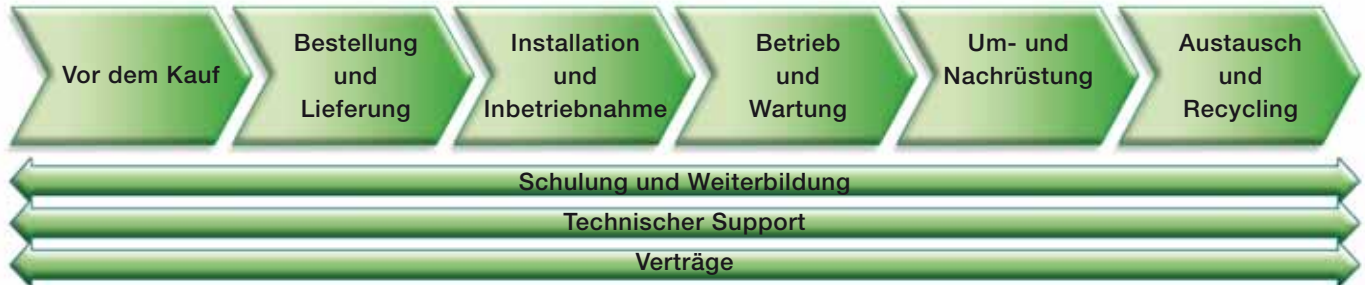 Vor dem Kauf
Bestellung
und
Lieferung
Installation
und
Inbetriebnahme
Betrieb
und
Wartung
Um- und
Nachrüstung
Austausch
und
Recycling
Schulung und Weiterbildung
Technischer Support
Verträge